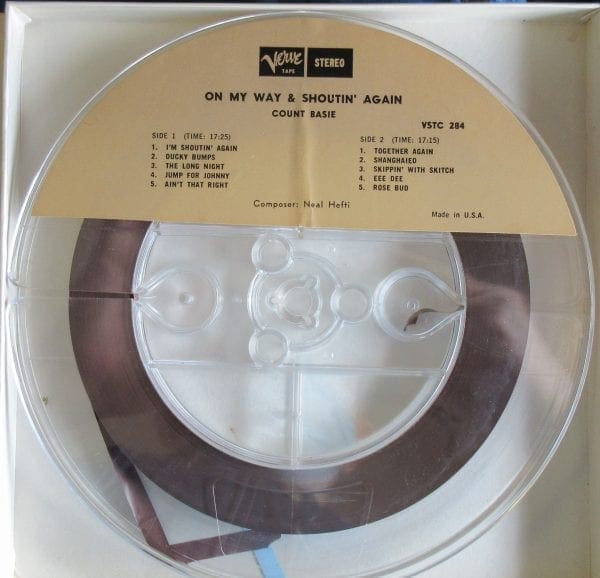 Verve
TAPE
STEREO
ON MY WAY & SHOUTIN' AGAIN
COUNT BASIE
VSTC 284
SIDE 1 (TIME: 17:25)
1. I'M SHOUTIN' AGAIN
2. DUCKY BUMPS
3. THE LONG NIGHT
4. JUMP FOR JOHNNY
5. AIN'T THAT RIGHT
SIDE 2 (TIME: 17:15)
1. TOGETHER AGAIN
2. SHANGHAIED
3. SKIPPIN' WITH SKITCH
4. EEE DEE
5. ROSE BUD
Composer: Neal Hefti
Made in U.S.A.